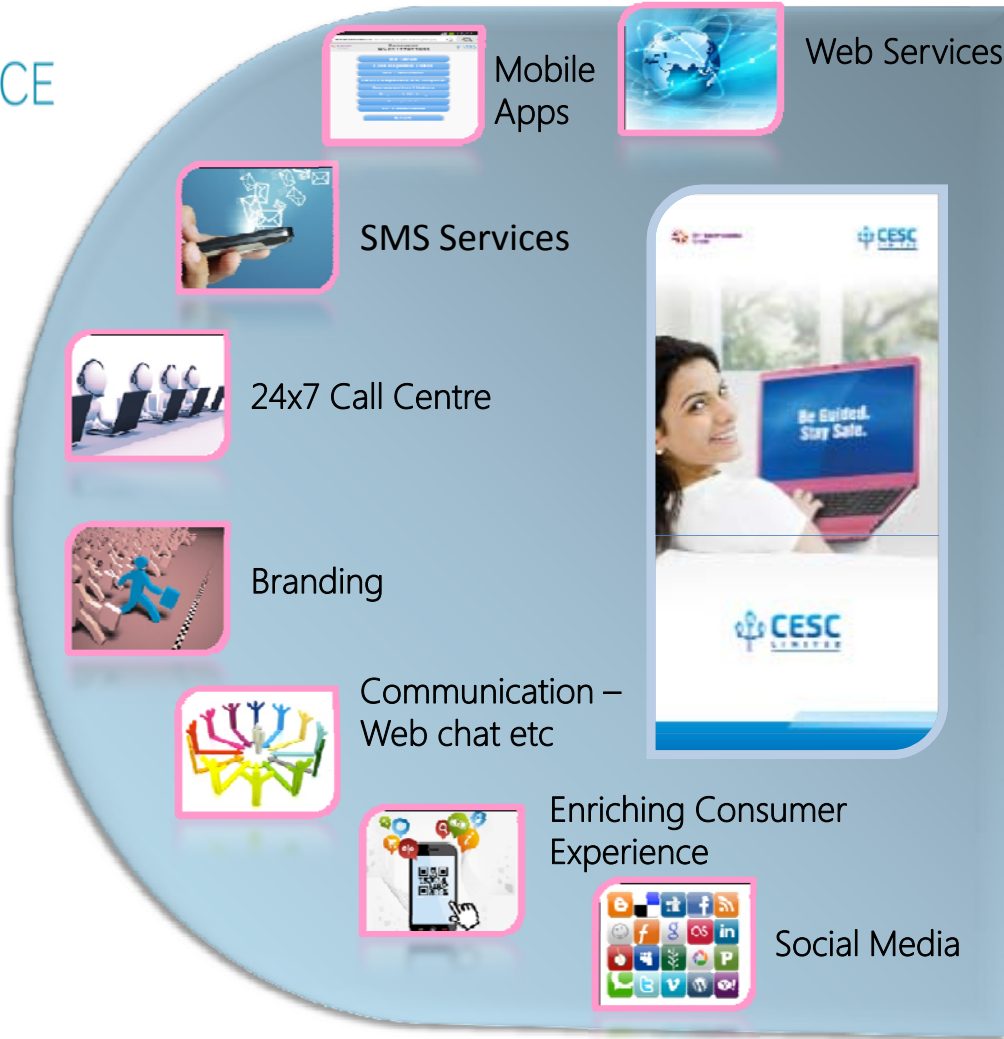 CE
Mobile
Apps
Web Services
SMS Services
CESC
LIMITED
24x7 Call Centre
Be Guided.
Stay Safe.
Branding
CESC
LIMITED
Communication –
Web chat etc
Enriching Consumer
Experience
Social Media